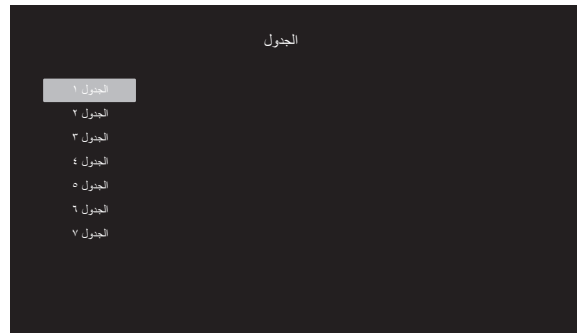 الجدول
الجدول ١
الجدول ٢
الجدول ٣
الجدول ٤
الجدول ٥
الجدول ٦
الجدول ٧